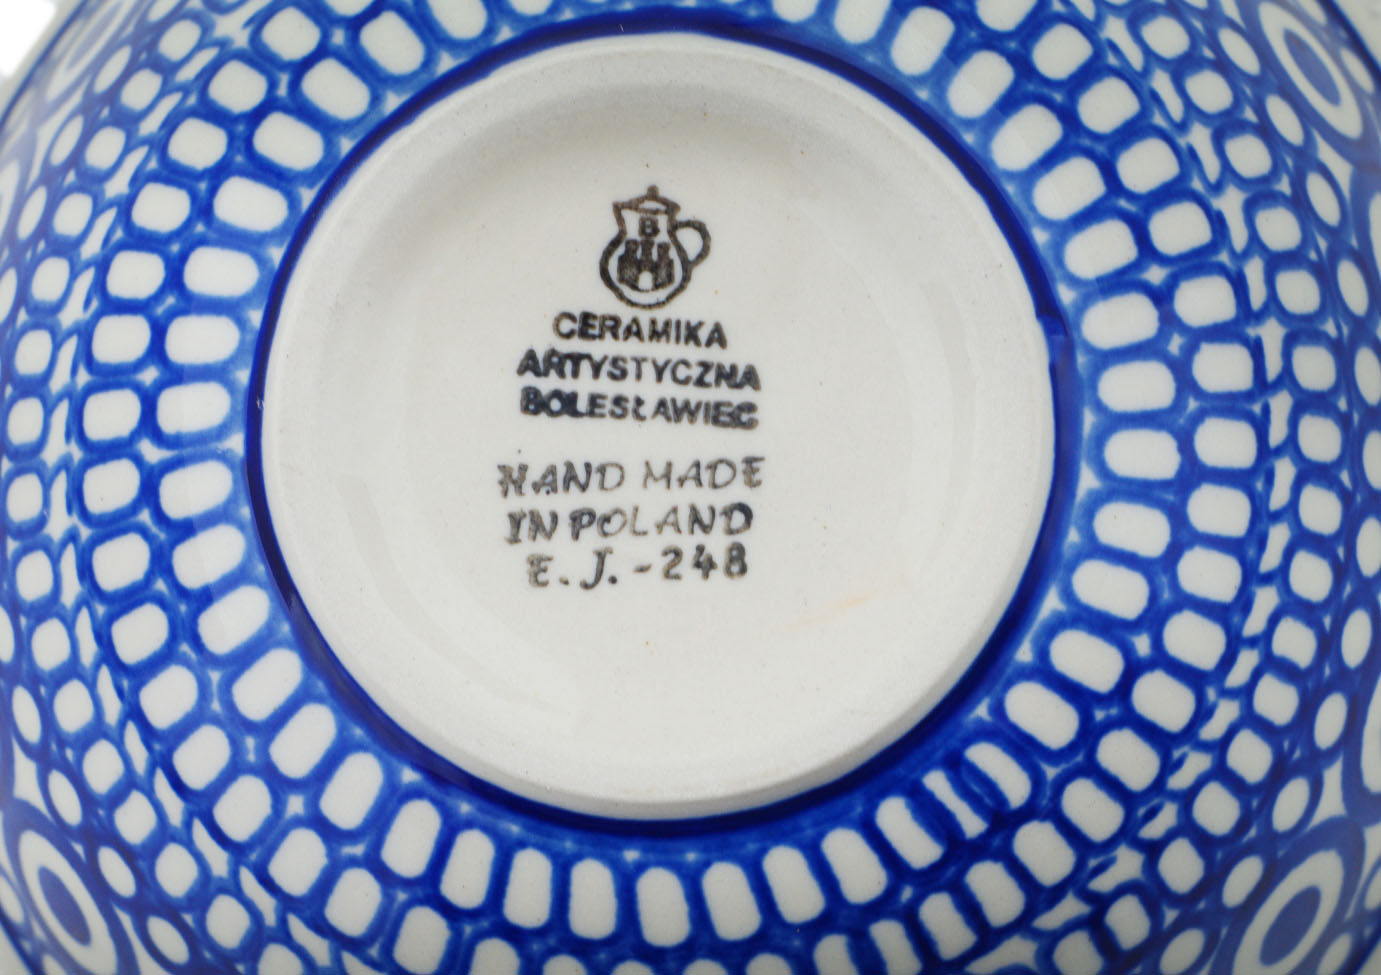 B
CERAMIKA
ARTYSTYCZNA
BOLESŁAWIEC
HAND MADE
IN POLAND
E.J.-248